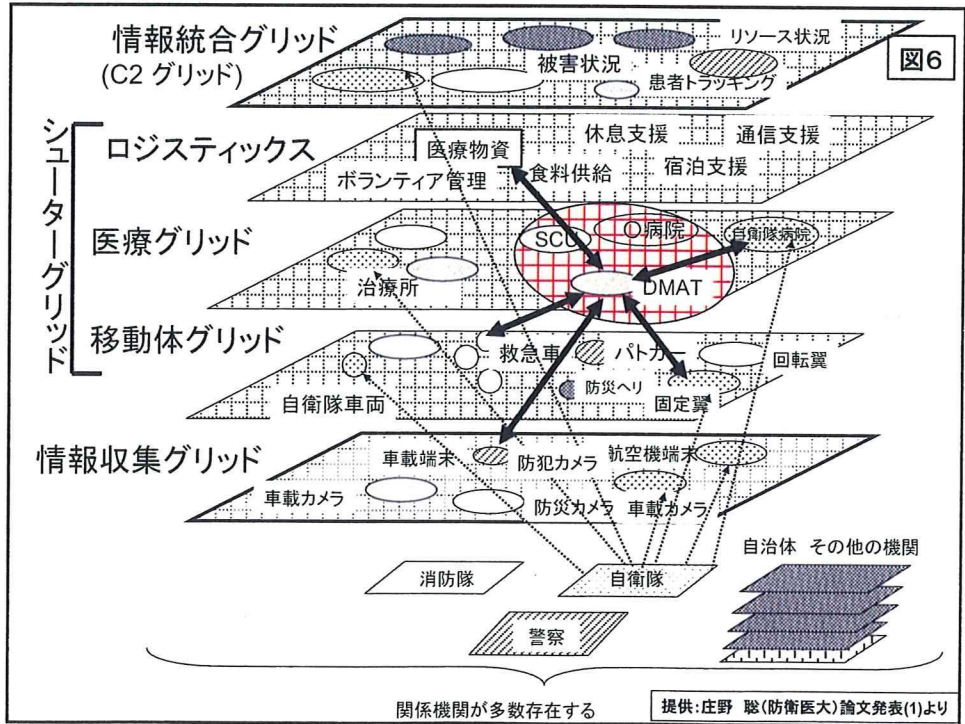 情報統合グリッド
(C2 グリッド)
リソース状況
図6
被害状況
患者トラッキング
シューターグリッド
ロジスティックス
休息支援
通信支援
医療物資
宿泊支援
ボランティア管理
食料供給
医療グリッド
SCU
〇病院
自衛隊病院
治療所
DMAT
移動体グリッド
救急車
パトカー
回転翼
防災ヘリ
自衛隊車両
固定翼
情報収集グリッド
車載端末
防犯カメラ
航空機端末
車載カメラ
防災カメラ
車載カメラ
自治体 その他の機関
消防隊
自衛隊
警察
関係機関が多数存在する
提供:庄野 聡(防衛医大)論文発表(1)より